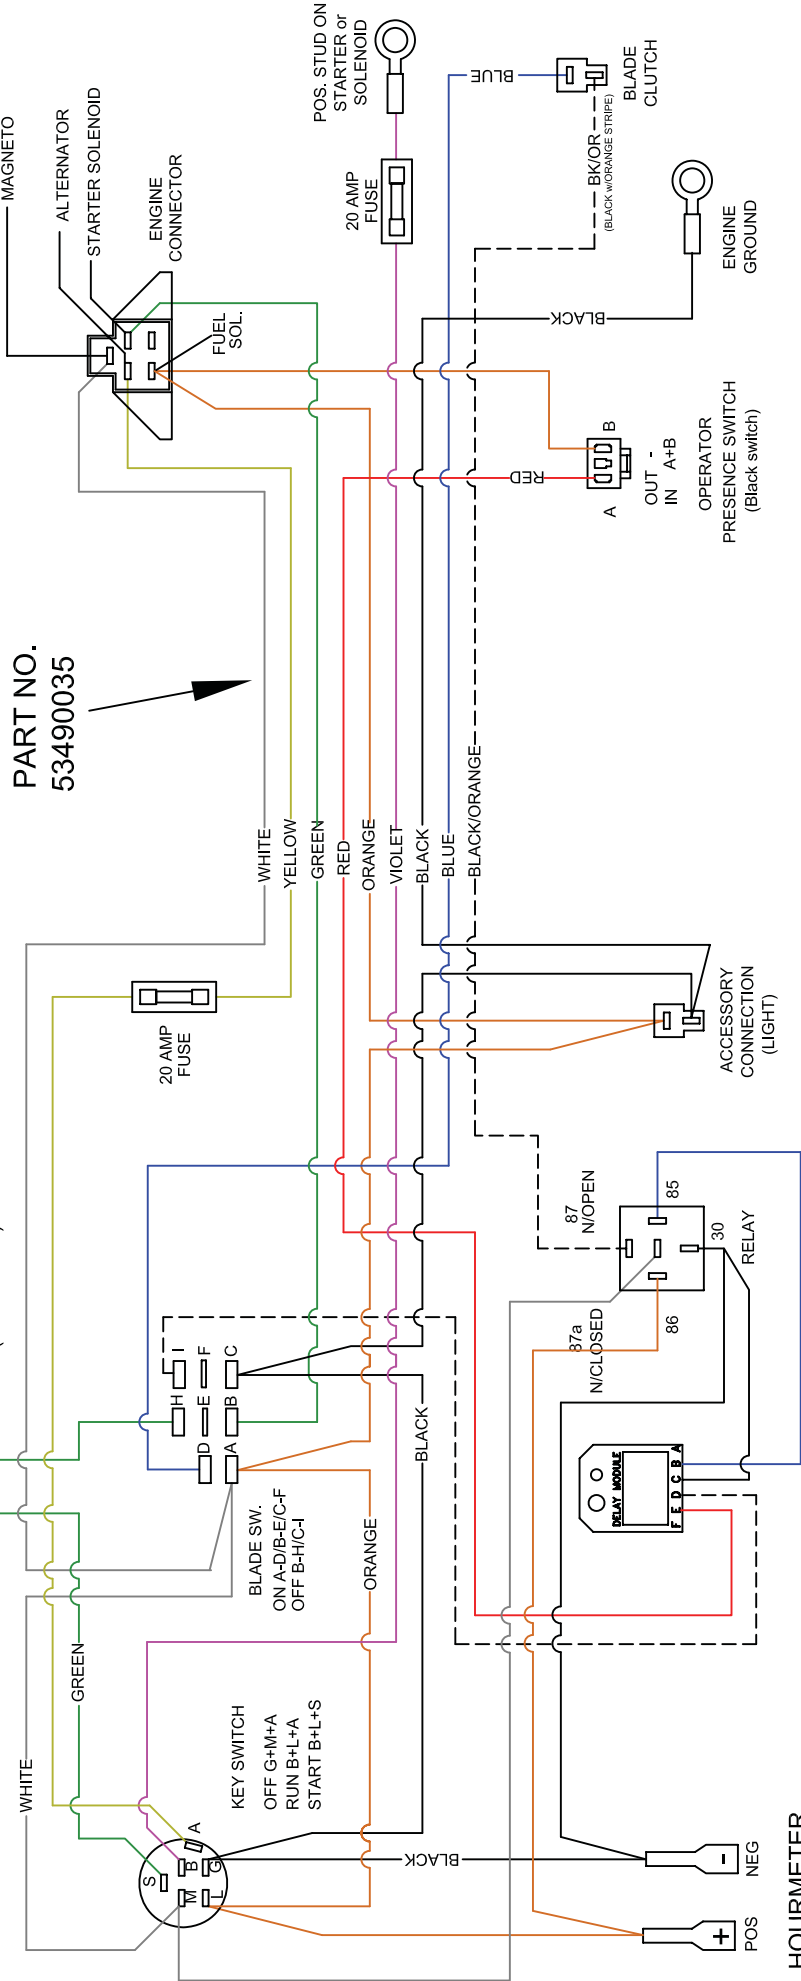 MAGNETO
ALTERNATOR
STARTER SOLENOID
ENGINE
CONNECTOR
FUEL
SOL.
POS. STUD ON
STARTER or
SOLENOID
20 AMP
FUSE
BLUE
BLADE
CLUTCH
BK/OR
(BLACK w/ORANGE STRIPE)
ENGINE
GROUND
BLACK
RED
A
B
OUT -
IN A+B
OPERATOR
PRESENCE SWITCH
(Black switch)
PART NO.
53490035
WHITE
YELLOW
GREEN
RED
ORANGE
VIOLET
BLACK
BLUE
BLACK/ORANGE
20 AMP
FUSE
ACCESSORY
CONNECTION
(LIGHT)
87
N/OPEN
85
30
RELAY
86
87a
N/CLOSED
I
F
C
H
E
B
D
A
BLADE SW.
ON A-D/B-E/C-F
OFF B-H/C-I
BLACK
ORANGE
DELAY MODULE
F E D C B A
GREEN
WHITE
KEY SWITCH
OFF G+M+A
RUN B+L+A
START B+L+S
S
M
B
A
L
G
BLACK
NEG
-
POS
+
HOURMETER